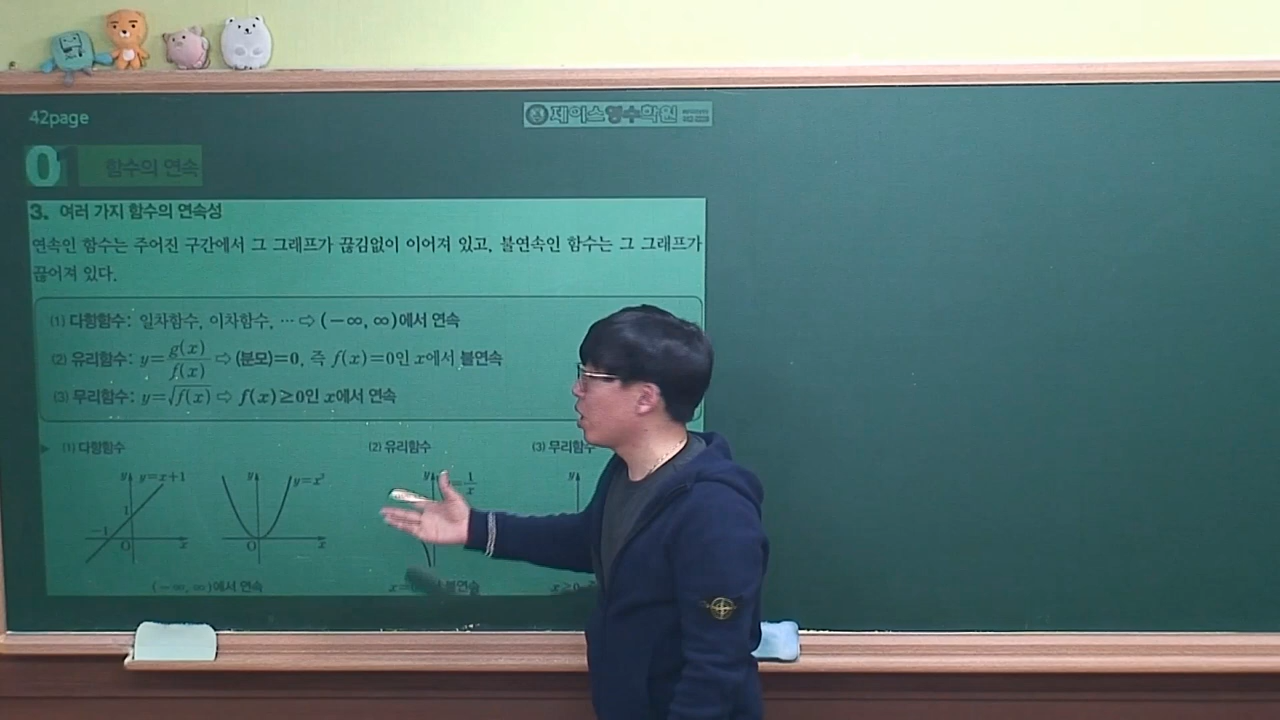 42page
제이스영수학원
0 함수의 연속
3. 여러 가지 함수의 연속성
연속인 함수는 주어진 구간에서 그 그래프가 끊김없이 이어져 있고, 불연속인 함수는 그 그래프가
끊어져 있다.
(1) 다항함수: 일차함수, 이차함수, … ⇨ (−∞, ∞)에서 연속
(2) 유리함수: y=g(x)/f(x) ⇨ (분모)=0, 즉 f(x)=0인 x에서 불연속
(3) 무리함수: y=√f(x) ⇨ f(x)≥0인 x에서 연속
▶ (1) 다항함수 (2) 유리함수 (3) 무리함수
y y=x+1 y y=x² y =1/x y
1
−1 O x O x
(−∞, ∞)에서 연속 x=0 불연속 x≥0